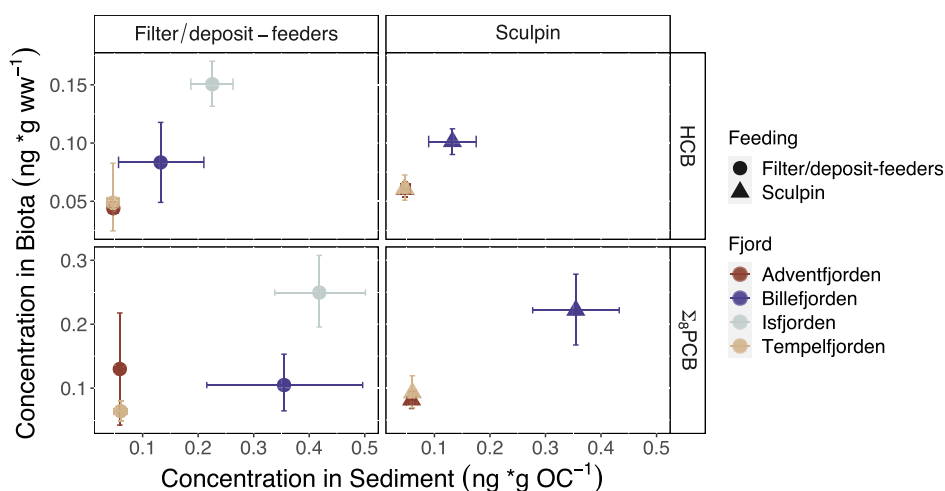 Filter/deposit−feeders
Sculpin
Concentration in Biota (ng *g ww⁻¹)
0.15
0.10
0.05
HCB
0.3
0.2
0.1
Σ₈PCB
0.1 0.2 0.3 0.4 0.5 0.1 0.2 0.3 0.4 0.5
Concentration in Sediment (ng *g OC⁻¹)
Feeding
Filter/deposit-feeders
Sculpin
Fjord
Adventfjorden
Billefjorden
Isfjorden
Tempelfjorden